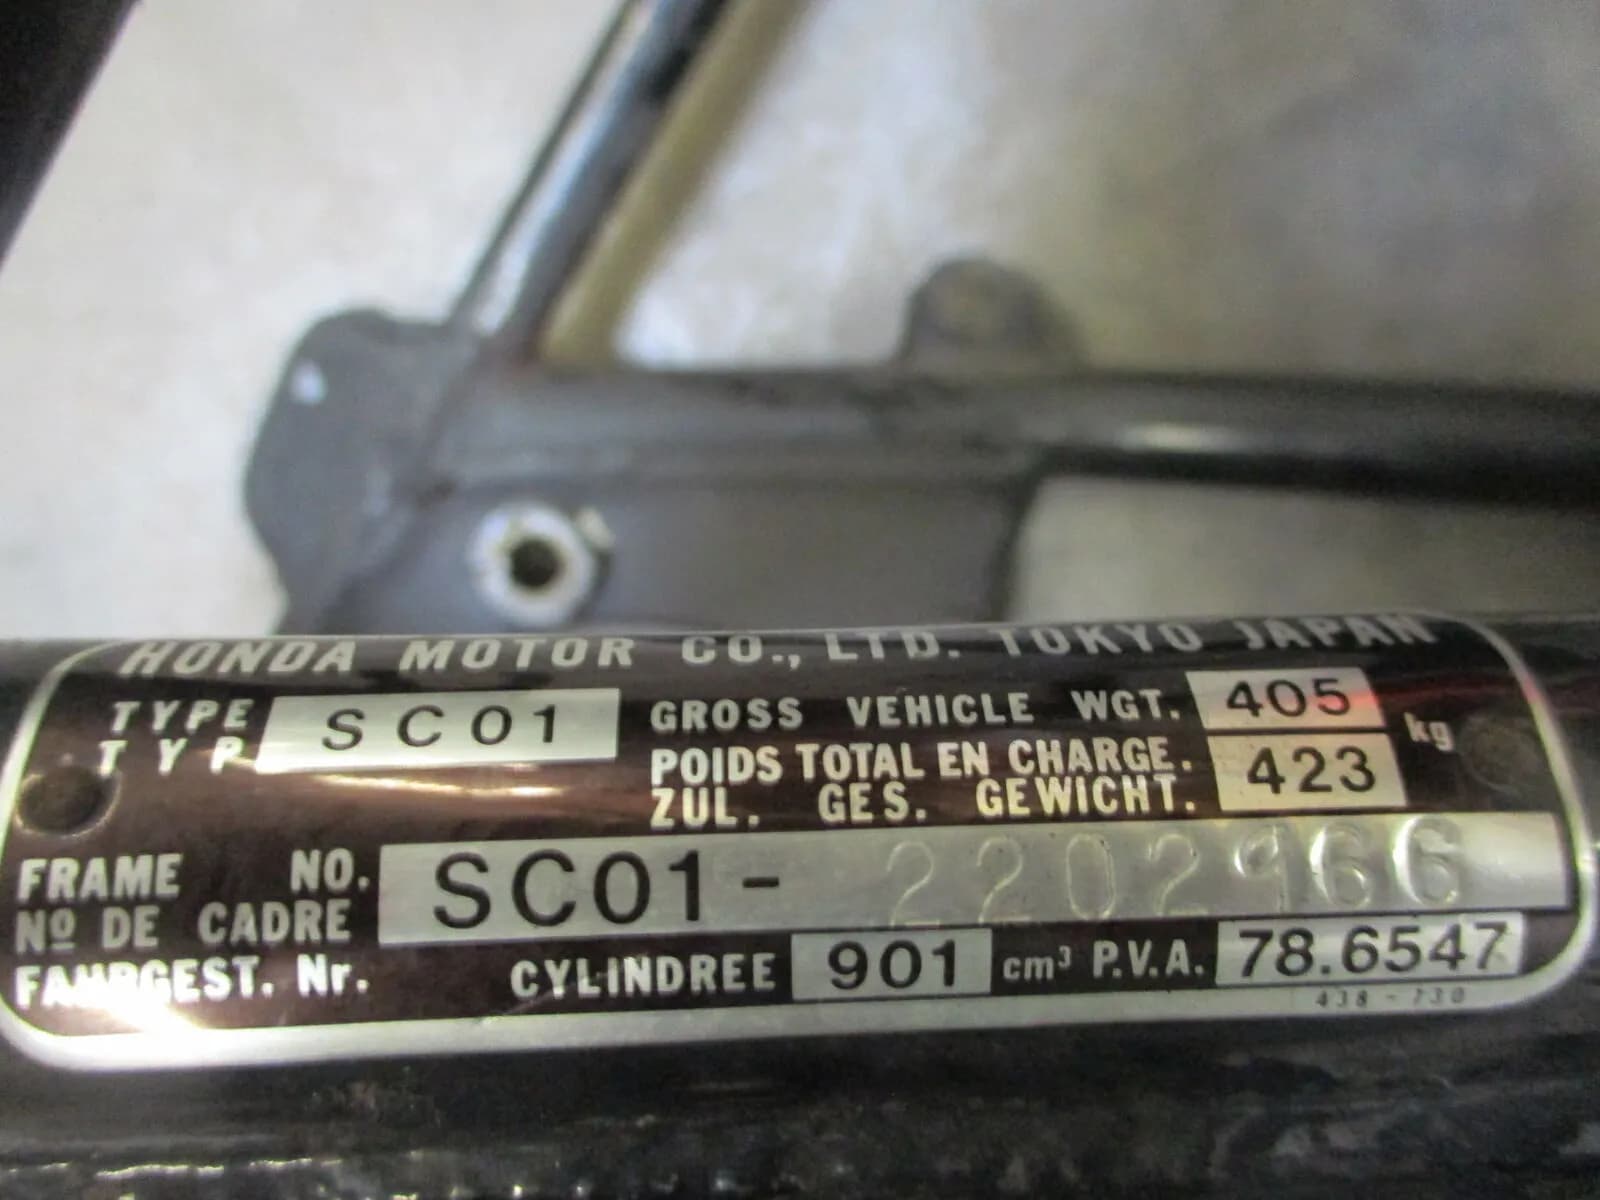 HONDA MOTOR CO., LTD. TOKYO JAPAN
TYPE
TYP
SC01
GROSS VEHICLE WGT. 405
POIDS TOTAL EN CHARGE.
ZUL. GES. GEWICHT. 423
kg
FRAME NO.
Nº DE CADRE
FAHRGEST. Nr.
SC01-2202966
CYLINDREE 901 cm³ P.V.A. 78.6547
438-730